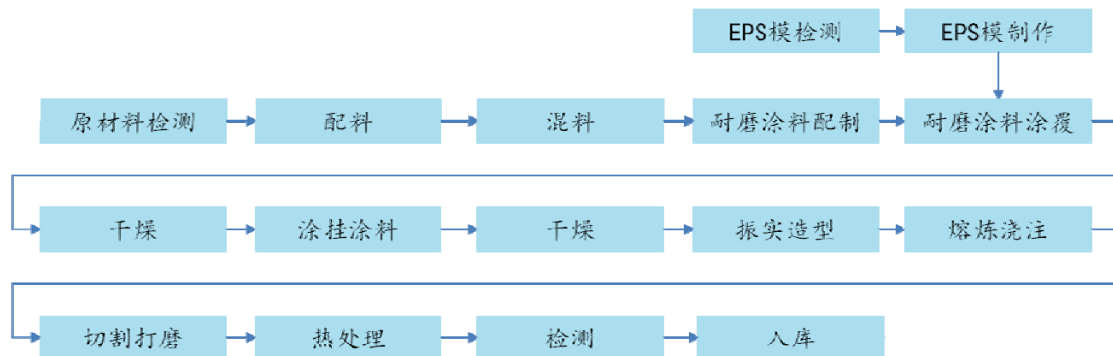 EPS模检测
EPS模制作
原材料检测
配料
混料
耐磨涂料配制
耐磨涂料涂覆
干燥
涂挂涂料
干燥
振实造型
熔炼浇注
切割打磨
热处理
检测
入库